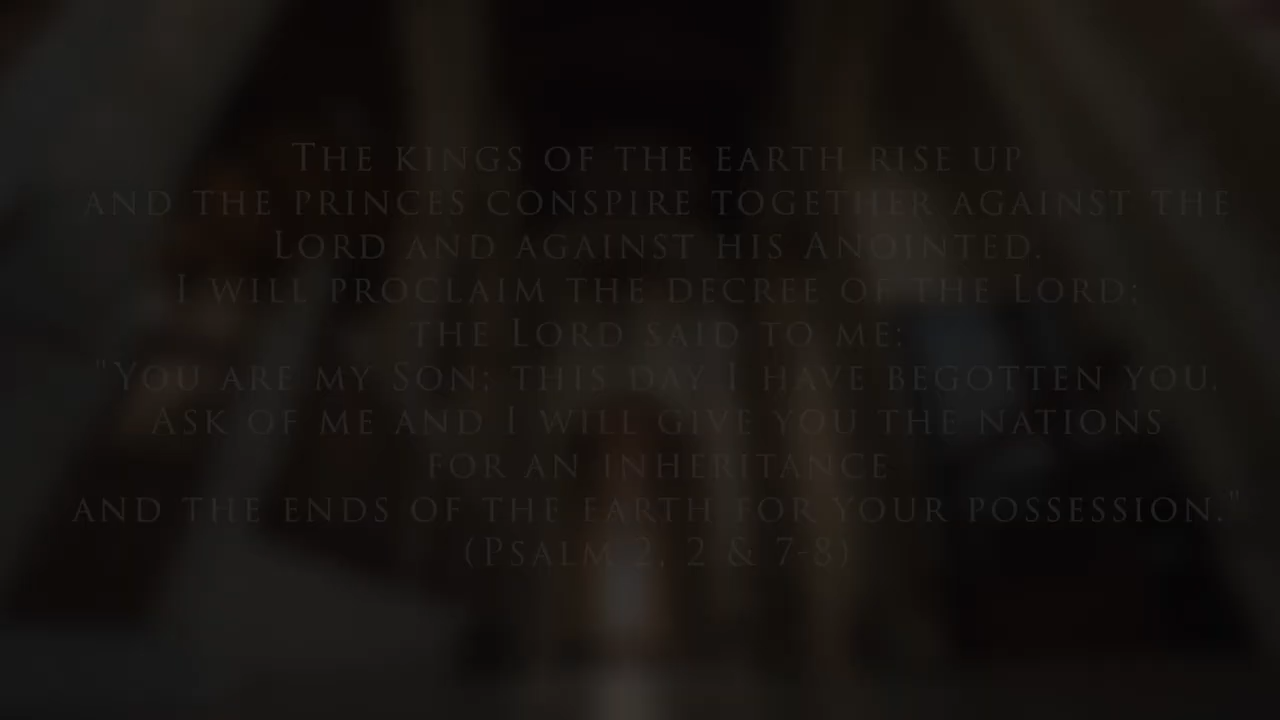 The kings of the earth rise up
and the princes conspire together against the
Lord and against his Anointed.
I will proclaim the decree of the Lord:
the Lord said to me:
"You are my Son; this day I have begotten you.
Ask of me and I will give you the nations
for an inheritance
and the ends of the earth for your possession."
(Psalm 2, 2 & 7-8)